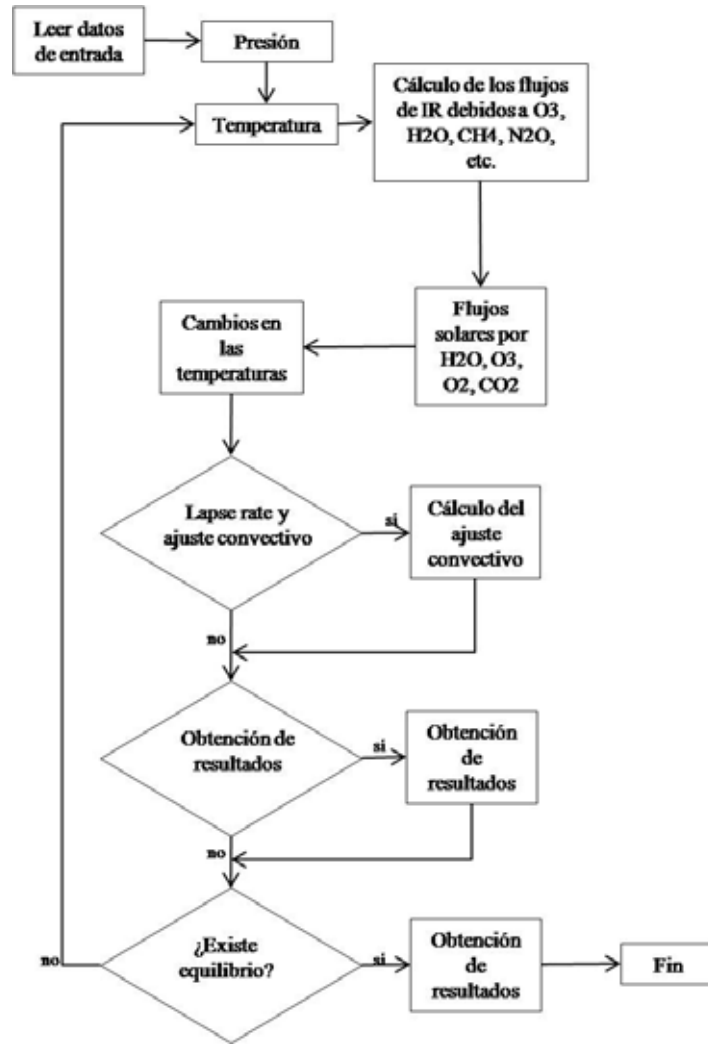 Leer datos
de entrada
Presión
Temperatura
Cálculo de los flujos
de IR debidos a O3,
H2O, CH4, N2O,
etc.
Flujos
solares por
H2O, O3,
O2, CO2
Cambios en
las
temperaturas
Lapse rate y
ajuste convectivo
si
Cálculo del
ajuste
convectivo
no
Obtención de
resultados
si
Obtención
de
resultados
no
¿Existe
equilibrio?
no
si
Obtención
de
resultados
Fin